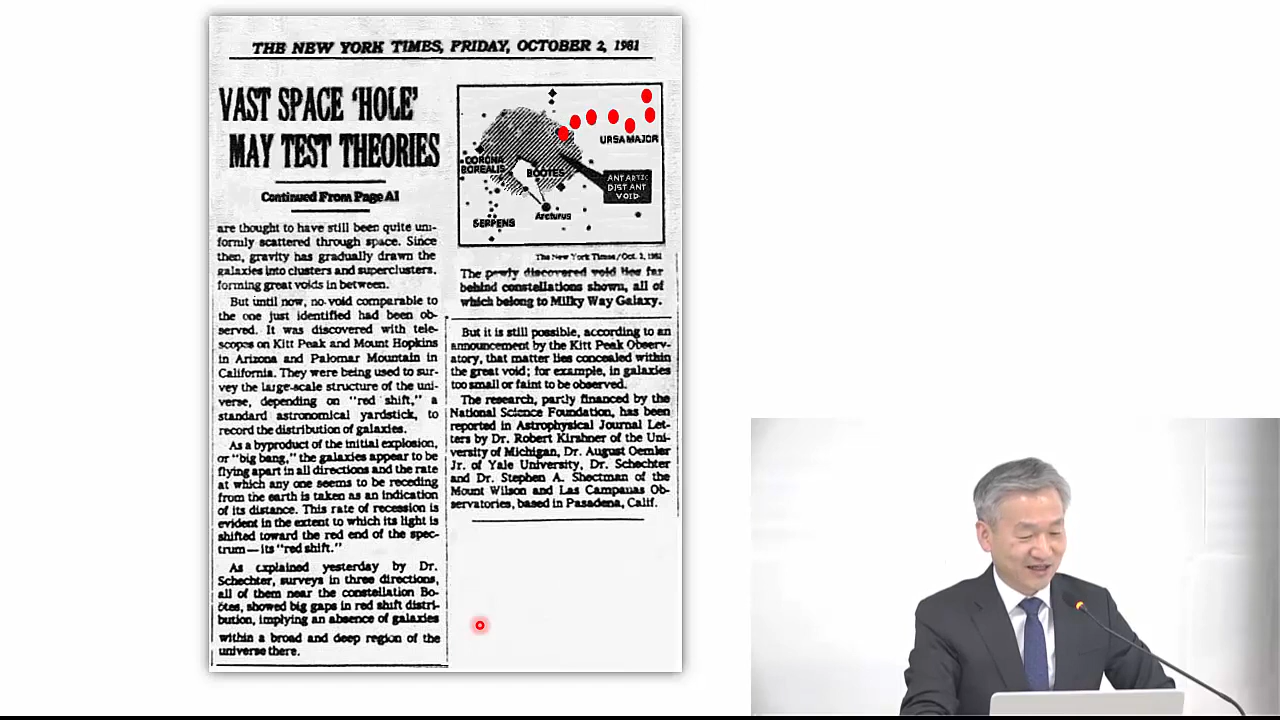 THE NEW YORK TIMES, FRIDAY, OCTOBER 2, 1981
VAST SPACE 'HOLE'
MAY TEST THEORIES
Continued From Page A1
are thought to have still been quite uni-
formly scattered through space. Since
then, gravity has gradually drawn the
galaxies into clusters and superclusters,
forming great voids in between.
But until now, no void comparable to
the one just identified had been ob-
served. It was discovered with tele-
scopes on Kitt Peak and Mount Hopkins
in Arizona and Palomar Mountain in
California. They were being used to sur-
vey the large-scale structure of the uni-
verse, depending on "red shift," a
standard astronomical yardstick, to
record the distribution of galaxies.
As a byproduct of the initial explosion,
or "big bang," the galaxies appear to be
flying apart in all directions and the rate
at which any one seems to be receding
from the earth is taken as an indication
of its distance. This rate of recession is
evident in the extent to which its light is
shifted toward the red end of the spec-
trum—its "red shift."
As explained yesterday by Dr.
Schechter, surveys in three directions,
all of them near the constellation Bo-
ötes, showed big gaps in red shift distri-
bution, implying an absence of galaxies
within a broad and deep region of the
universe there.
URSA MAJOR
CORONA
BOREALIS
BOOTES
ANTARTIC
DISTANT
VOID
SERPENS
Arcturus
The New York Times/Oct. 2, 1981
The newly discovered void lies far
behind constellations shown, all of
which belong to Milky Way Galaxy.
But it is still possible, according to an
announcement by the Kitt Peak Observ-
atory, that matter lies concealed within
the great void; for example, in galaxies
too small or faint to be observed.
The research, partly financed by the
National Science Foundation, has been
reported in Astrophysical Journal Let-
ters by Dr. Robert Kirshner of the Uni-
versity of Michigan, Dr. August Oemler
Jr. of Yale University, Dr. Schechter
and Dr. Stephen A. Shectman of the
Mount Wilson and Las Campanas Ob-
servatories, based in Pasadena, Calif.